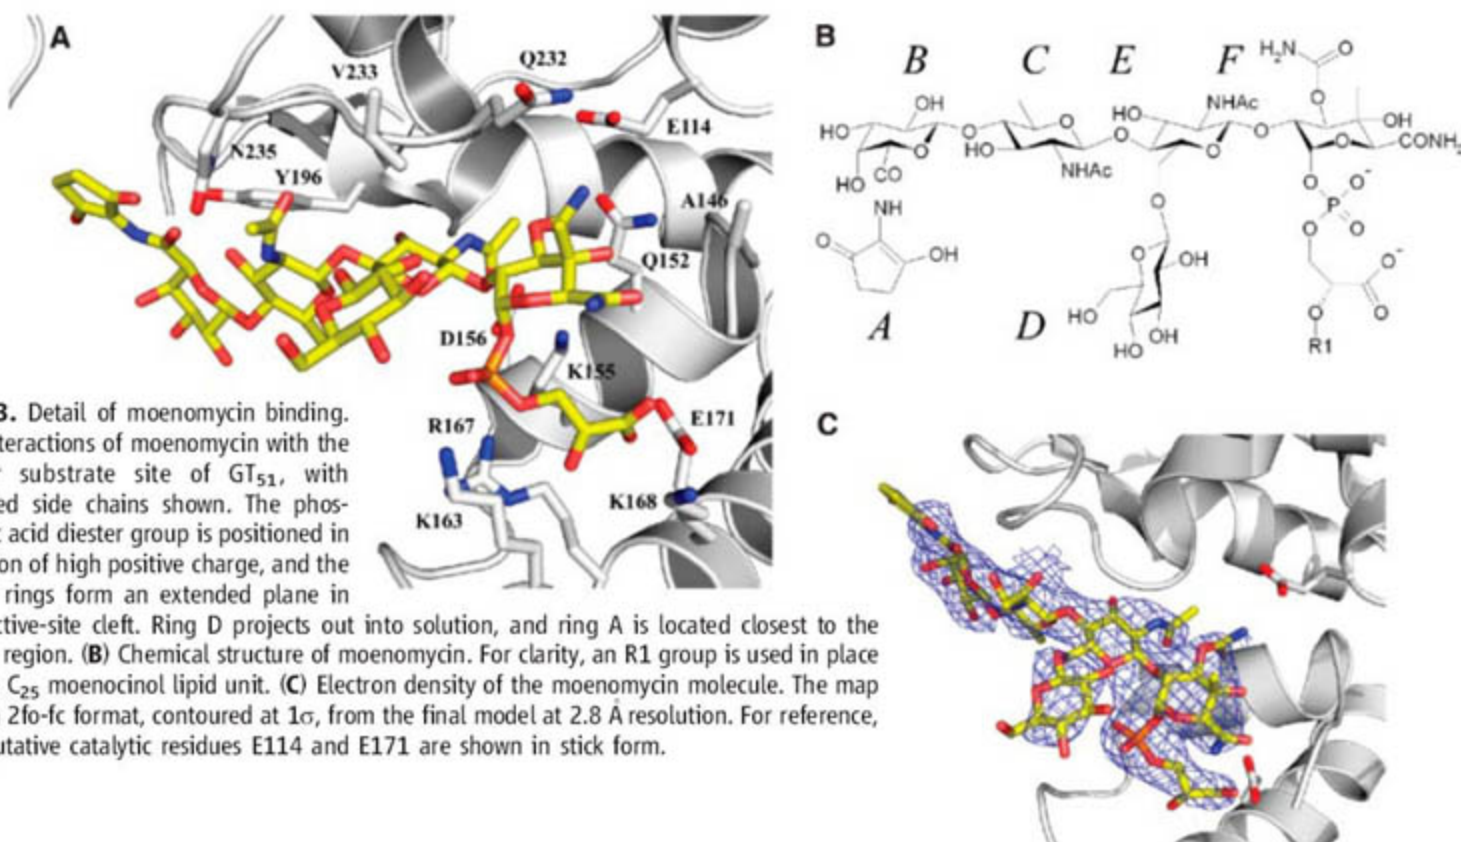 A
V233
Q232
E114
N235
Y196
A146
Q152
D156
K155
R167
E171
K163
K168
B
B C E F
H₂N O
O
OH NHAc
HO HO OH
O O O CONH₂
HO O O
HO CO NHAc O O⁻
NH P
O O O
O OH OH O⁻
A D HO O O
OH R1
HO
C
3. Detail of moenomycin binding.
teractions of moenomycin with the
substrate site of GT₅₁, with
ed side chains shown. The phos-
acid diester group is positioned in
on of high positive charge, and the
rings form an extended plane in
ctive-site cleft. Ring D projects out into solution, and ring A is located closest to the
region. (B) Chemical structure of moenomycin. For clarity, an R1 group is used in place
C₂₅ moenocinol lipid unit. (C) Electron density of the moenomycin molecule. The map
2fo-fc format, contoured at 1σ, from the final model at 2.8 Å resolution. For reference,
utative catalytic residues E114 and E171 are shown in stick form.